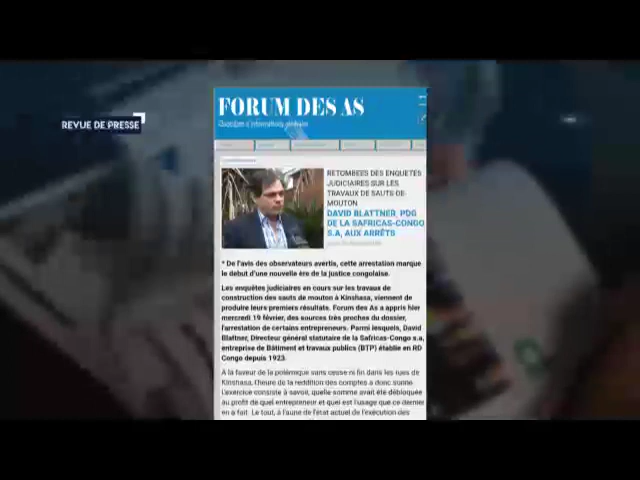 REVUE DE PRESSE
FORUM DES AS
Quotidien d'informations générales
RETOMBEES DES ENQUÊTES
JUDICIAIRES SUR LES
TRAVAUX DE SAUTS DE
MOUTON
DAVID BLATTNER, PDG
DE LA SAFRICAS-CONGO
S.A, AUX ARRÊTS
* De l'avis des observateurs avertis, cette arrestation marque
le debut d'une nouvelle ère de la justice congolaise.
Les enquêtes judiciaires en cours sur les travaux de
construction des sauts de mouton à Kinshasa, viennent de
produire leurs premiers résultats. Forum des As a appris hier
mercredi 19 février, des sources très proches du dossier,
l'arrestation de certains entrepreneurs. Parmi lesquels, David
Blattner, Directeur général statutaire de la Safricas-Congo s.a,
entreprise de Bâtiment et travaux publics (BTP) établie en RD
Congo depuis 1923.
À la faveur de la polémique sans cesse ni fin dans les rues de
Kinshasa, l'heure de la reddition des comptes a donc sonné.
L'exercice consiste à savoir, quelle somme avait été débloquée
au profit de quel entrepreneur et quel est l'usage que ce dernier
en a fait. Le tout, à l'aune de l'état actuel de l'exécution des